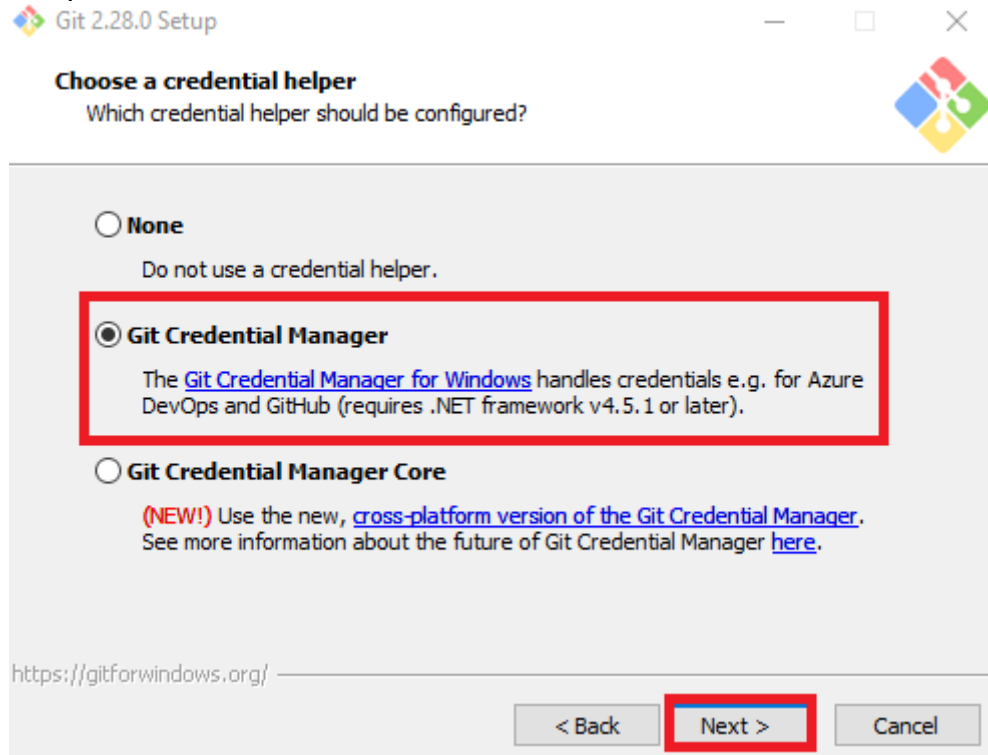 Git 2.28.0 Setup
Choose a credential helper
Which credential helper should be configured?
None
Do not use a credential helper.
Git Credential Manager
The Git Credential Manager for Windows handles credentials e.g. for Azure
DevOps and GitHub (requires .NET framework v4.5.1 or later).
Git Credential Manager Core
(NEW!) Use the new, cross-platform version of the Git Credential Manager.
See more information about the future of Git Credential Manager here.
https://gitforwindows.org/
< Back Next > Cancel